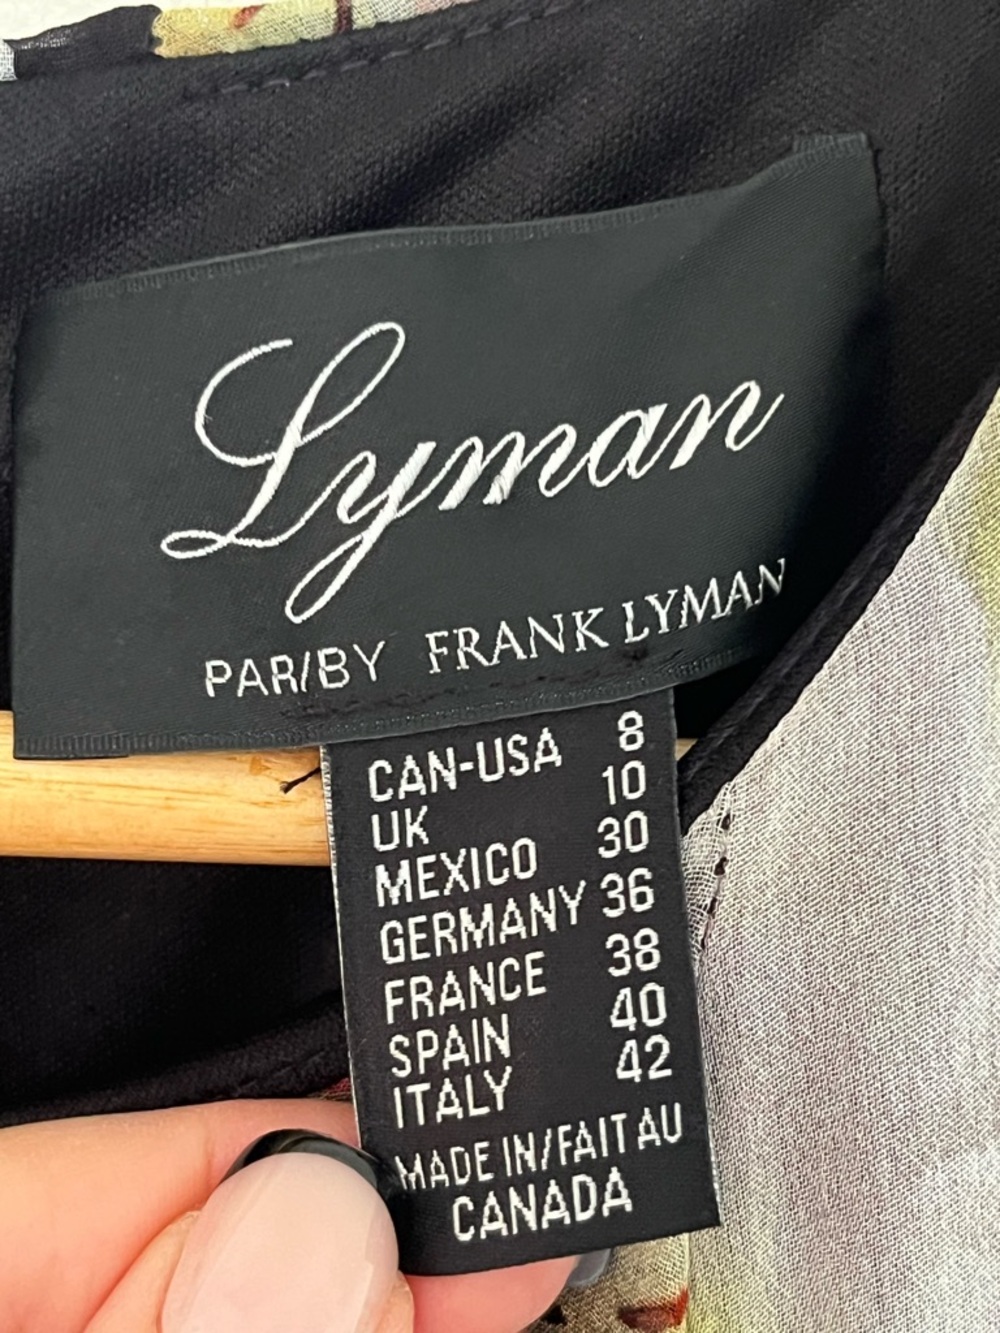 Lyman
PAR/BY FRANK LYMAN
CAN-USA 8
UK 10
MEXICO 30
GERMANY 36
FRANCE 38
SPAIN 40
ITALY 42
MADE IN/FAIT AU
CANADA